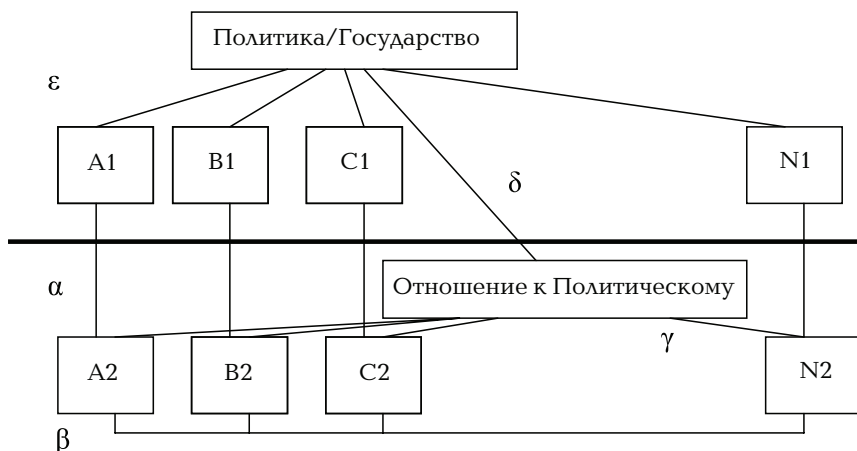 Политика/Государство
ε
A1 B1 C1 N1
δ
Отношение к Политическому
α
γ
A2 B2 C2 N2
β